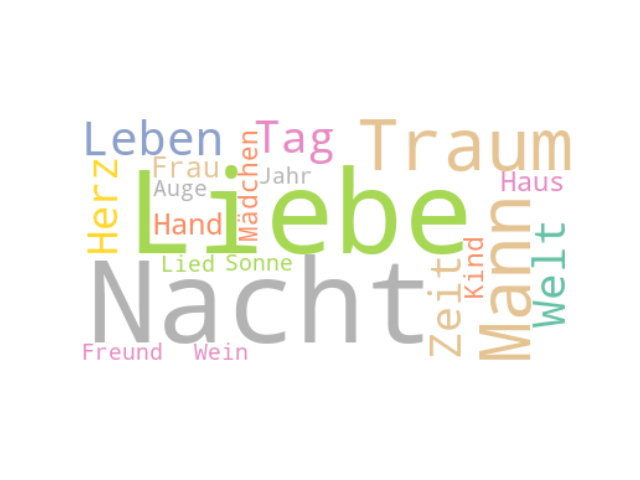 Leben
Tag
Traum
Herz
Frau
Mädchen
Jahr
Auge
Liebe
Haus
Hand
Mann
Welt
Lied
Sonne
Kind
Zeit
Nacht
Freund
Wein